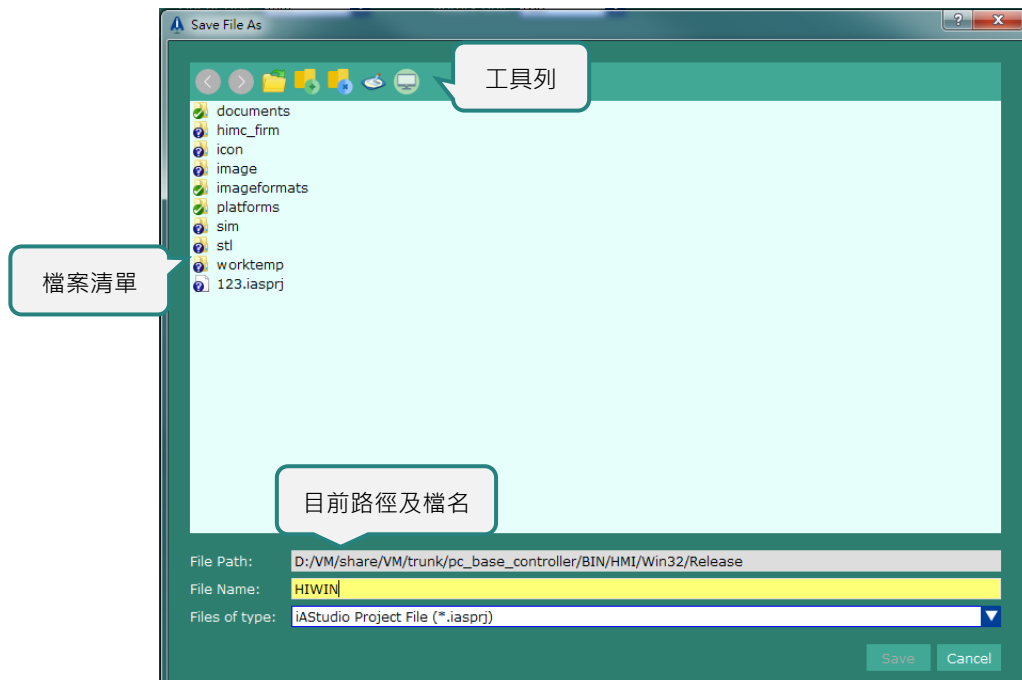 Save File As
工具列
documents
himc_firm
icon
image
imageformats
platforms
sim
stl
worktemp
123.iasprj
檔案清單
目前路徑及檔名
File Path: D:/VM/share/VM/trunk/pc_base_controller/BIN/HMI/Win32/Release
File Name: HIWIN
Files of type: iAStudio Project File (*.iasprj)
Save Cancel